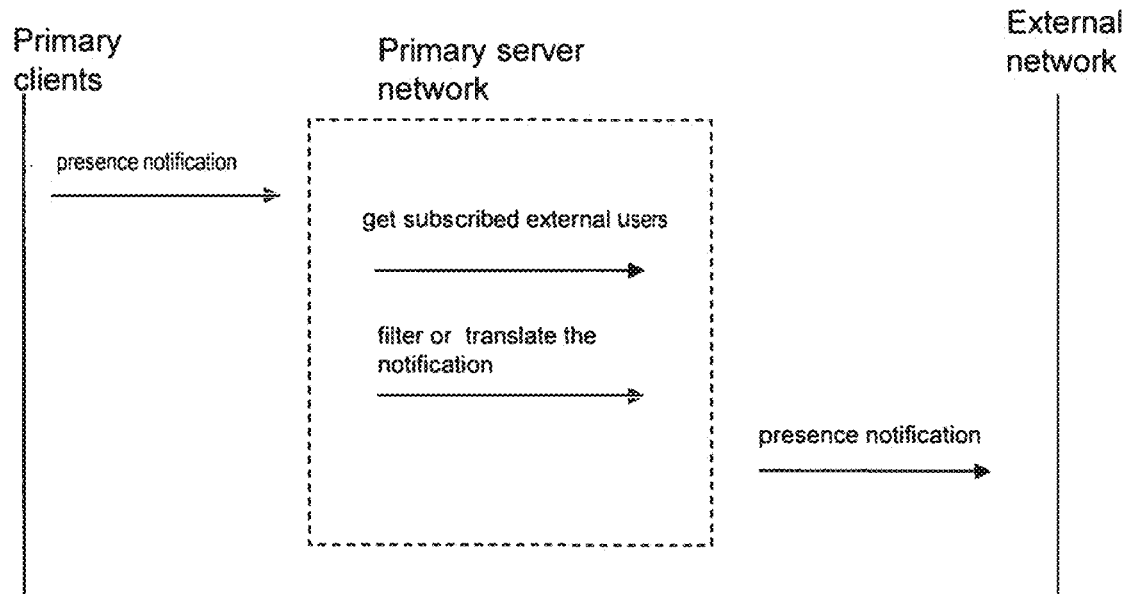 Primary
clients
Primary server
network
External
network
presence notification
get subscribed external users
filter or translate the
notification
presence notification